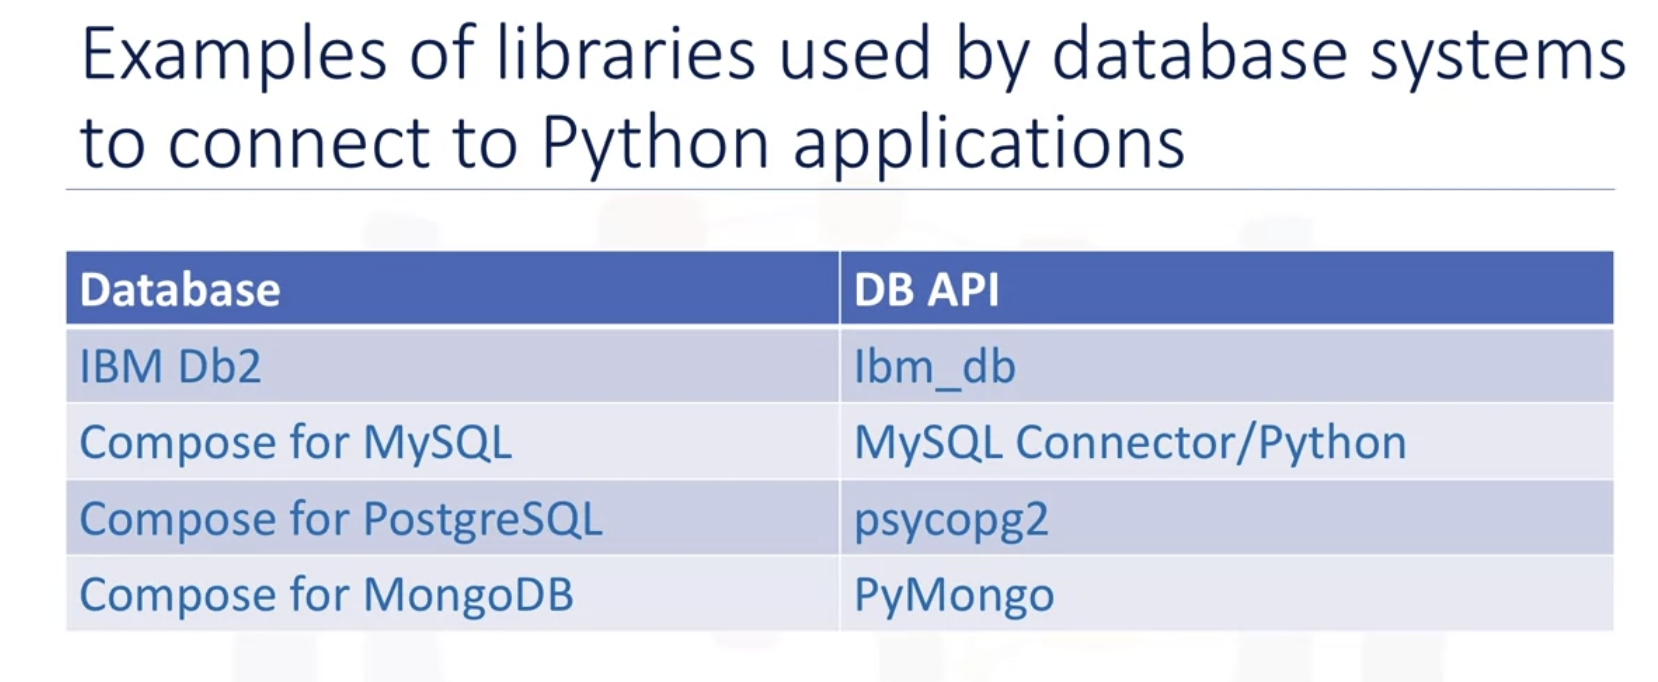 Examples of libraries used by database systems
to connect to Python applications
Database DB API
IBM Db2 Ibm_db
Compose for MySQL MySQL Connector/Python
Compose for PostgreSQL psycopg2
Compose for MongoDB PyMongo